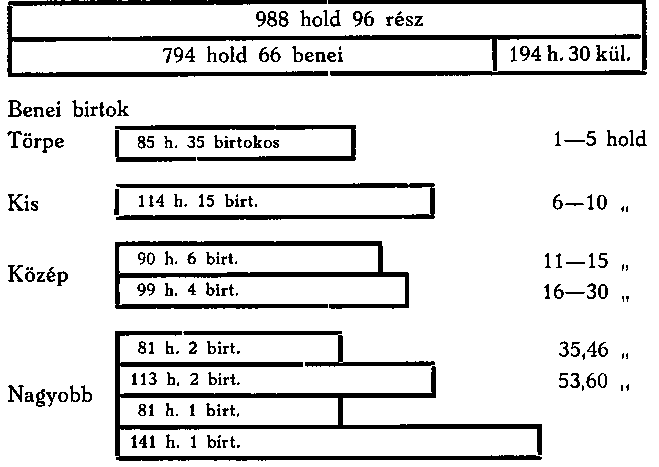 988 hold 96 rész
794 hold 66 benei 194 h. 30 kül.
Benei birtok
Törpe 85 h. 35 birtokos 1—5 hold
Kis 114 h. 15 birt. 6—10 „
Közép
90 h. 6 birt. 11—15 „
99 h. 4 birt. 16—30 „
Nagyobb
81 h. 2 birt. 35,46 „
113 h. 2 birt. 53,60 „
81 h. 1 birt.
141 h. 1 birt.